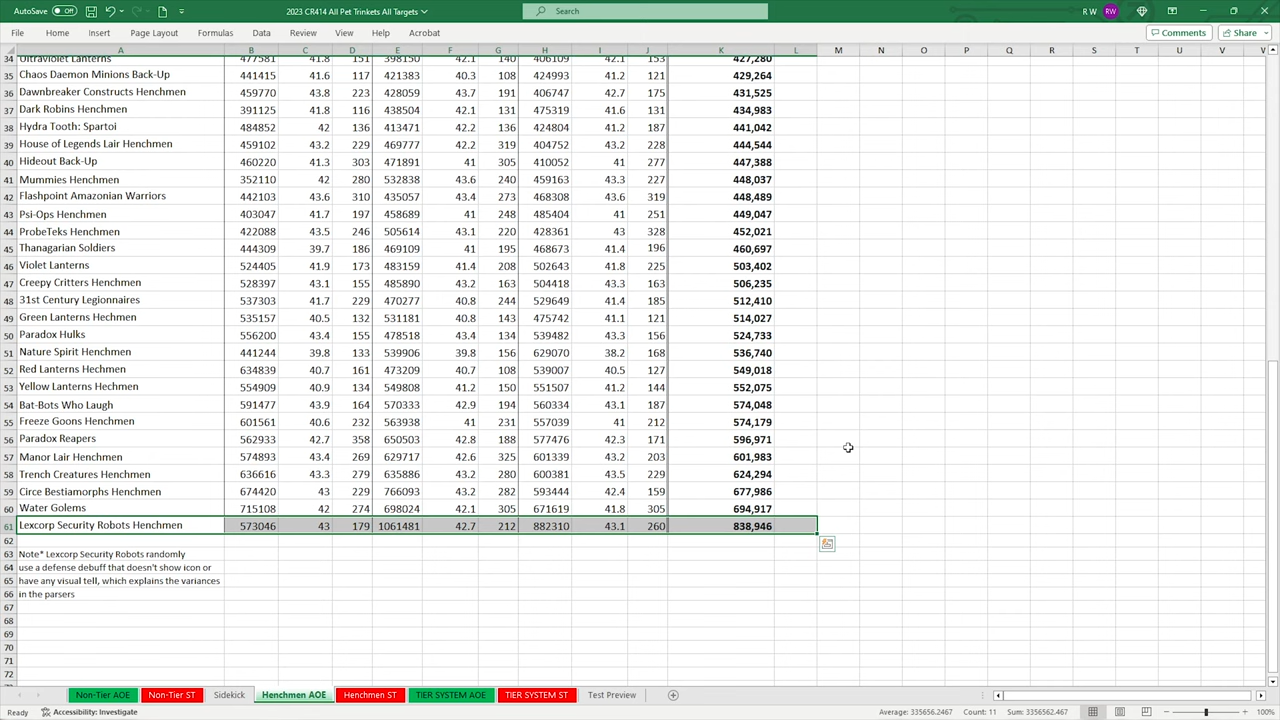 AutoSave Off 2023 CR414 All Pet Trinkets All Targets Search R W RW
File Home Insert Page Layout Formulas Data Review View Help Acrobat Comments Share
A B C D E F G H I J K L M N O P Q R S T U V
34 Ultraviolet Lanterns 477581 41.8 151 398150 42.1 140 406109 42.1 153 427,280
35 Chaos Daemon Minions Back-Up 441415 41.6 117 421383 40.3 108 424993 41.2 121 429,264
36 Dawnbreaker Constructs Henchmen 459770 43.8 223 428059 43.7 191 406747 42.7 175 431,525
37 Dark Robins Henchmen 391125 41.8 116 438504 42.1 131 475319 41.6 131 434,983
38 Hydra Tooth: Spartoi 484852 42 136 413471 42.2 136 424804 41.2 187 441,042
39 House of Legends Lair Henchmen 459102 43.2 229 469777 42.2 319 404752 43.2 228 444,544
40 Hideout Back-Up 460220 41.3 303 471891 41 305 410052 41 277 447,388
41 Mummies Henchmen 352110 42 280 532838 43.6 240 459163 43.3 227 448,037
42 Flashpoint Amazonian Warriors 442103 43.6 310 435057 43.4 273 468308 43.6 319 448,489
43 Psi-Ops Henchmen 403047 41.7 197 458689 41 248 485404 41 251 449,047
44 ProbeTeks Henchmen 422088 43.5 246 505614 43.1 220 428361 43 328 452,021
45 Thanagarian Soldiers 444309 39.7 186 469109 41 195 468673 41.4 196 460,697
46 Violet Lanterns 524405 41.9 173 483159 41.4 208 502643 41.8 225 503,402
47 Creepy Critters Henchmen 528397 43.1 155 485890 43.2 163 504418 43.3 163 506,235
48 31st Century Legionnaires 537303 41.7 229 470277 40.8 244 529649 41.4 185 512,410
49 Green Lanterns Hechmen 535157 40.5 132 531181 40.8 143 475742 41.1 121 514,027
50 Paradox Hulks 556200 43.4 155 478518 43.4 134 539482 43.3 156 524,733
51 Nature Spirit Henchmen 441244 39.8 133 539906 39.8 156 629070 38.2 168 536,740
52 Red Lanterns Hechmen 634839 40.7 161 473209 40.7 108 539007 40.5 127 549,018
53 Yellow Lanterns Hechmen 554909 40.9 134 549808 41.2 150 551507 41.2 144 552,075
54 Bat-Bots Who Laugh 591477 43.9 164 570333 42.9 194 560334 43.1 187 574,048
55 Freeze Goons Henchmen 601561 40.6 232 563938 41 231 557039 41 212 574,179
56 Paradox Reapers 562933 42.7 358 650503 42.8 188 577476 42.3 171 596,971
57 Manor Lair Henchmen 574893 43.4 269 629717 42.6 325 601339 43.2 203 601,983
58 Trench Creatures Henchmen 636616 43.3 280 635886 43.2 280 600381 43.5 229 624,294
59 Circe Bestiamorphs Henchmen 674420 43 229 766093 43.2 282 593444 42.4 159 677,986
60 Water Golems 715108 42 274 698024 42.1 305 671619 41.8 305 694,917
61 Lexcorp Security Robots Henchmen 573046 43 179 1061481 42.7 212 882310 43.1 260 838,946
62
63 Note* Lexcorp Security Robots randomly
64 use a defense debuff that doesn't show icon or
65 have any visual tell, which explains the variances
66 in the parsers
67
68
69
70
71
72
Non-Tier AOE Non-Tier ST Sidekick Henchmen AOE Henchmen ST TIER SYSTEM AOE TIER SYSTEM ST Test Preview
Ready Accessibility: Investigate Average: 335656.2467 Count: 11 Sum: 3356562.467 100%